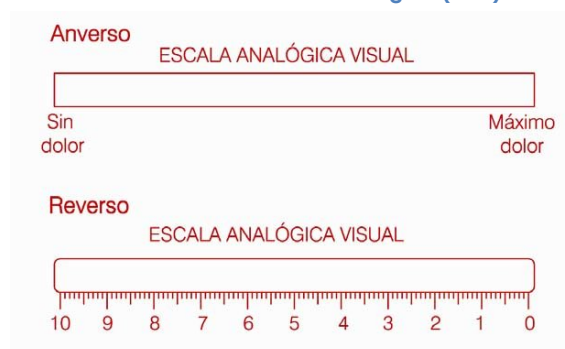 Anverso
ESCALA ANALÓGICA VISUAL
Sin dolor
Máximo dolor
Reverso
ESCALA ANALÓGICA VISUAL
10 9 8 7 6 5 4 3 2 1 0